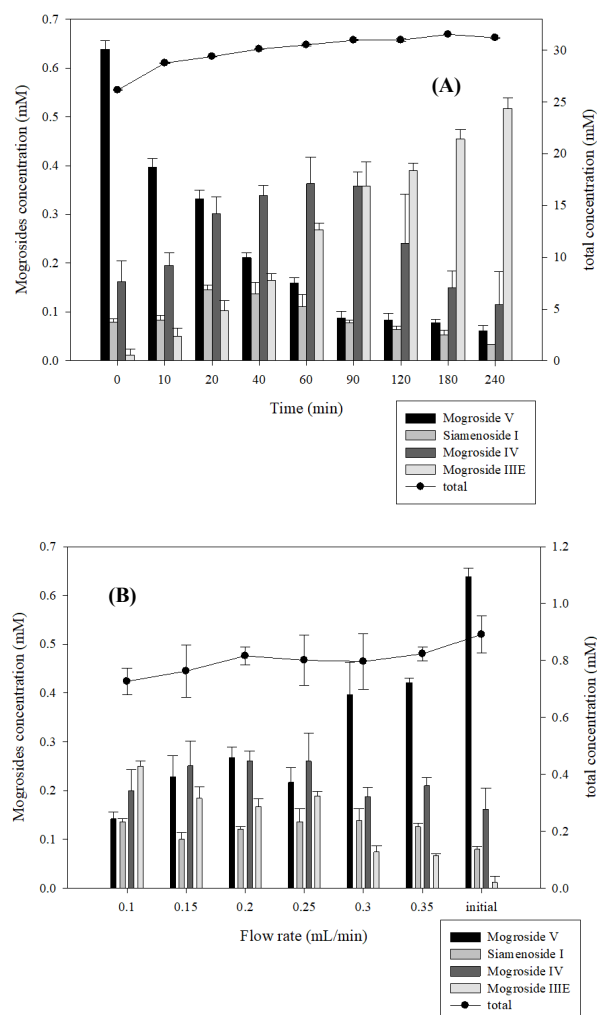 0.7
0.6
0.5
0.4
0.3
0.2
0.1
0.0
Mogrosides concentration (mM)
30
25
20
15
10
5
0
total concentration (mM)
(A)
0 10 20 40 60 90 120 180 240
Time (min)
Mogroside V
Siamenoside I
Mogroside IV
Mogroside IIIE
total
0.7
0.6
0.5
0.4
0.3
0.2
0.1
0.0
Mogrosides concentration (mM)
1.2
1.0
0.8
0.6
0.4
0.2
0.0
total concentration (mM)
(B)
0.1 0.15 0.2 0.25 0.3 0.35 initial
Flow rate (mL/min)
Mogroside V
Siamenoside I
Mogroside IV
Mogroside IIIE
total